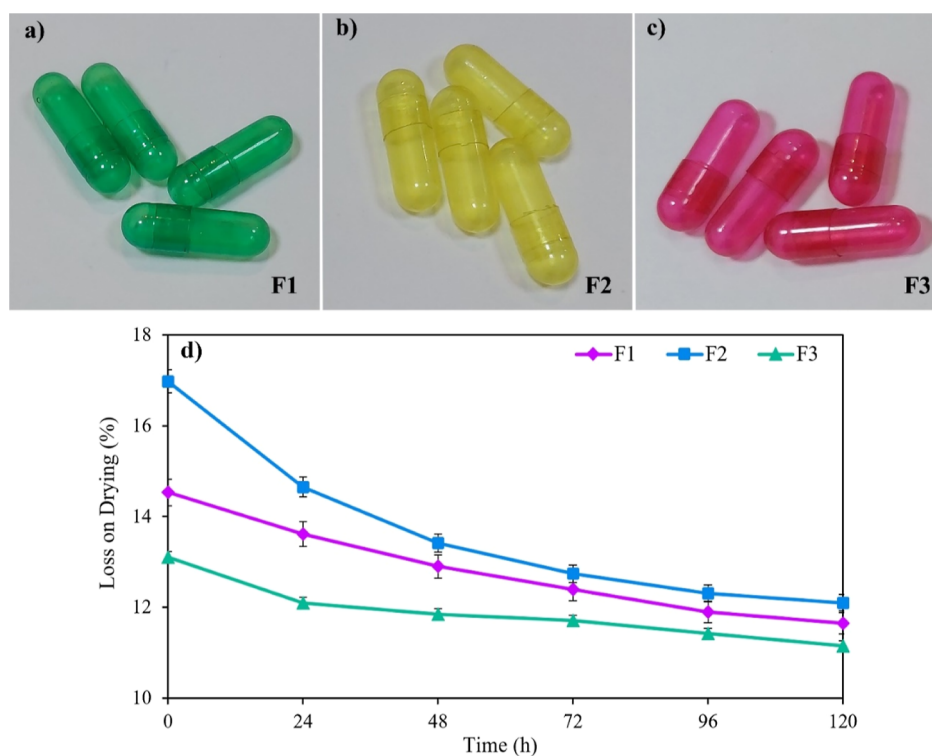 a)
F1
b)
F2
c)
F3
d)
F1 F2 F3
Loss on Drying (%)
18
16
14
12
10
0 24 48 72 96 120
Time (h)